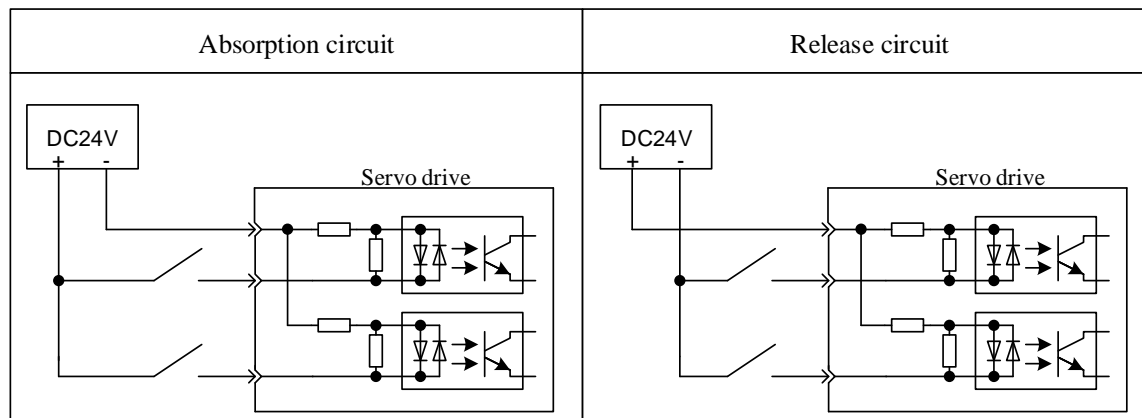 Absorption circuit
Release circuit
DC24V
+ -
Servo drive
DC24V
+ -
Servo drive